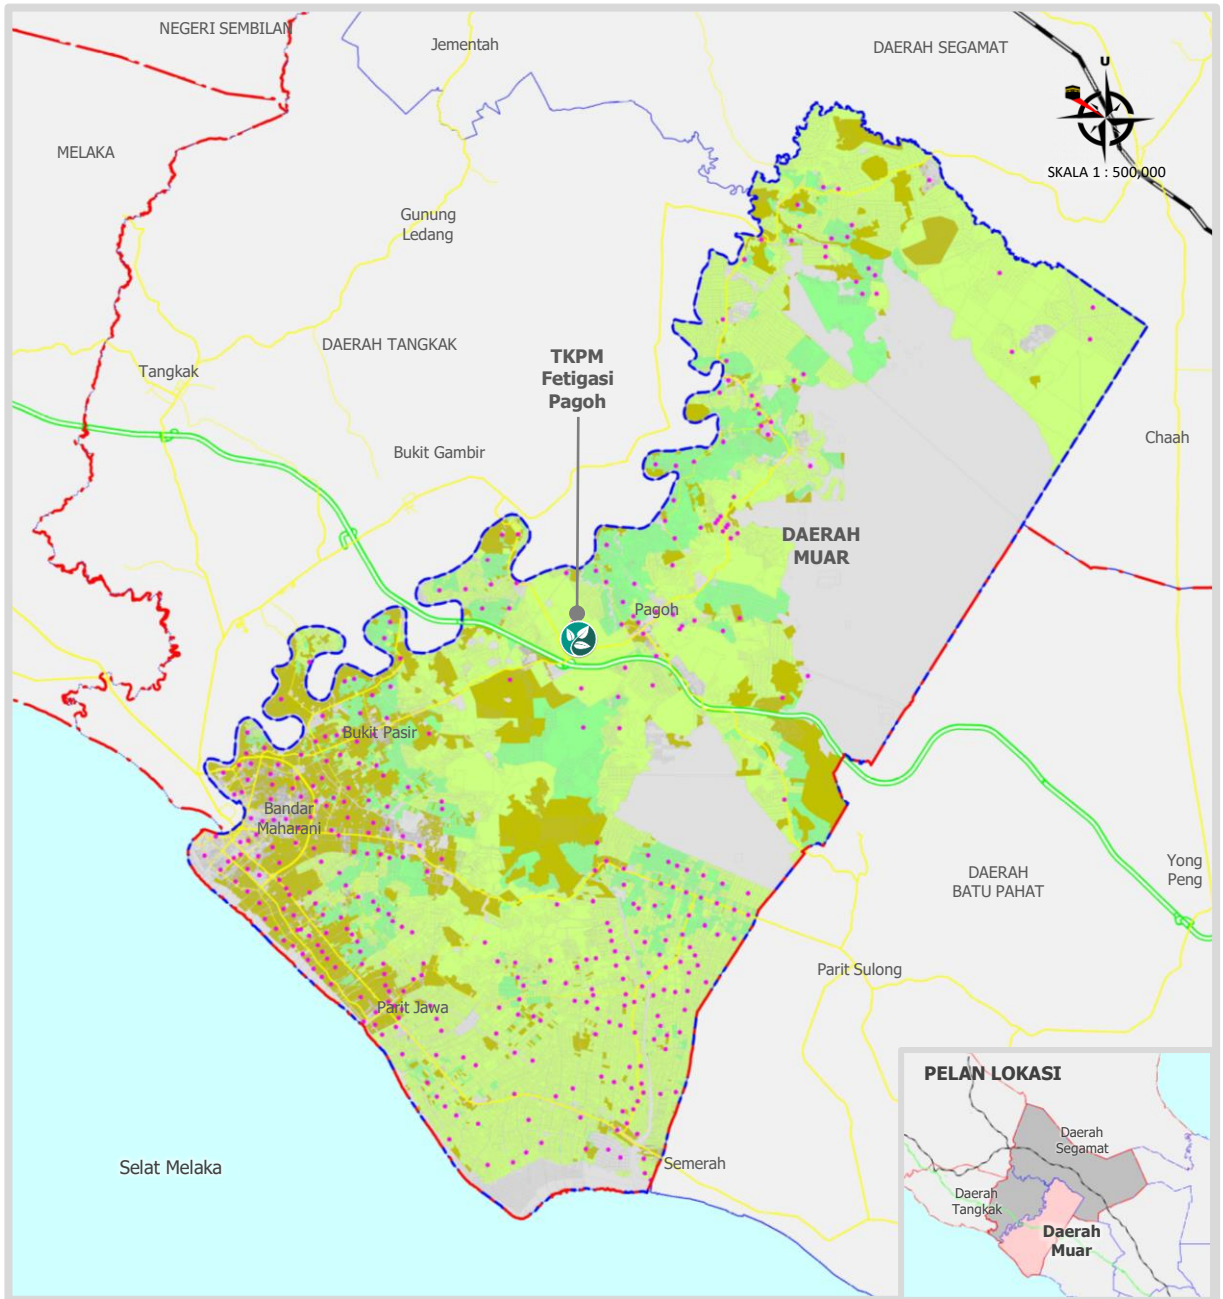 NEGERI SEMBILAN
Jementah
DAERAH SEGAMAT
U
MELAKA
SKALA 1 : 500,000
Gunung
Ledang
DAERAH TANGKAK
TKPM
Fetigasi
Pagoh
Tangkak
Bukit Gambir
Chaah
DAERAH
MUAR
Pagoh
Bukit Pasir
Bandar
Maharani
DAERAH
BATU PAHAT
Yong
Peng
Parit Sulong
Parit Jawa
Semerah
Selat Melaka
PELAN LOKASI
Daerah
Segamat
Daerah
Tangkak
Daerah
Muar